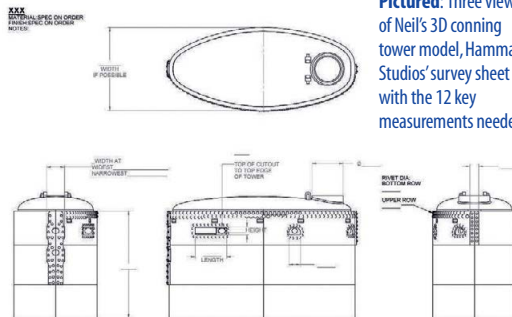 XXX
MATERIAL:SPEC ON ORDER
FINISH:SPEC ON ORDER
NOTES:
WIDTH
IF POSSIBLE
Pictured: Three view
of Neil's 3D conning
tower model, Hamma
Studios' survey sheet
with the 12 key
measurements neede
WIDTH AT
WIDEST
NARROWEST
TOP OF CUTOUT
TO TOP EDGE
OF TOWER
RIVET DIA:
BOTTOM ROW
UPPER ROW
HEIGHT
LENGTH